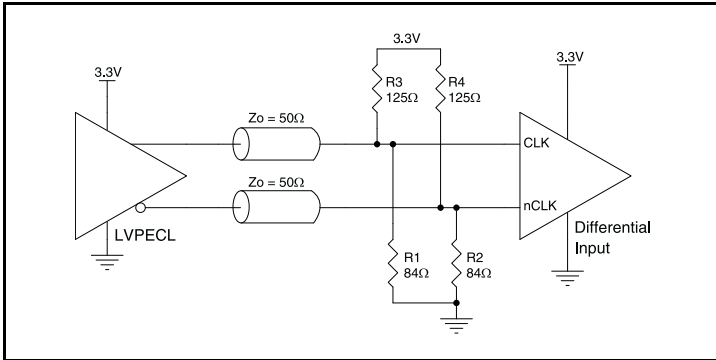 3.3V
3.3V
3.3V
R3
125Ω
R4
125Ω
Zo = 50Ω
CLK
Zo = 50Ω
nCLK
LVPECL
Differential
Input
R1
84Ω
R2
84Ω